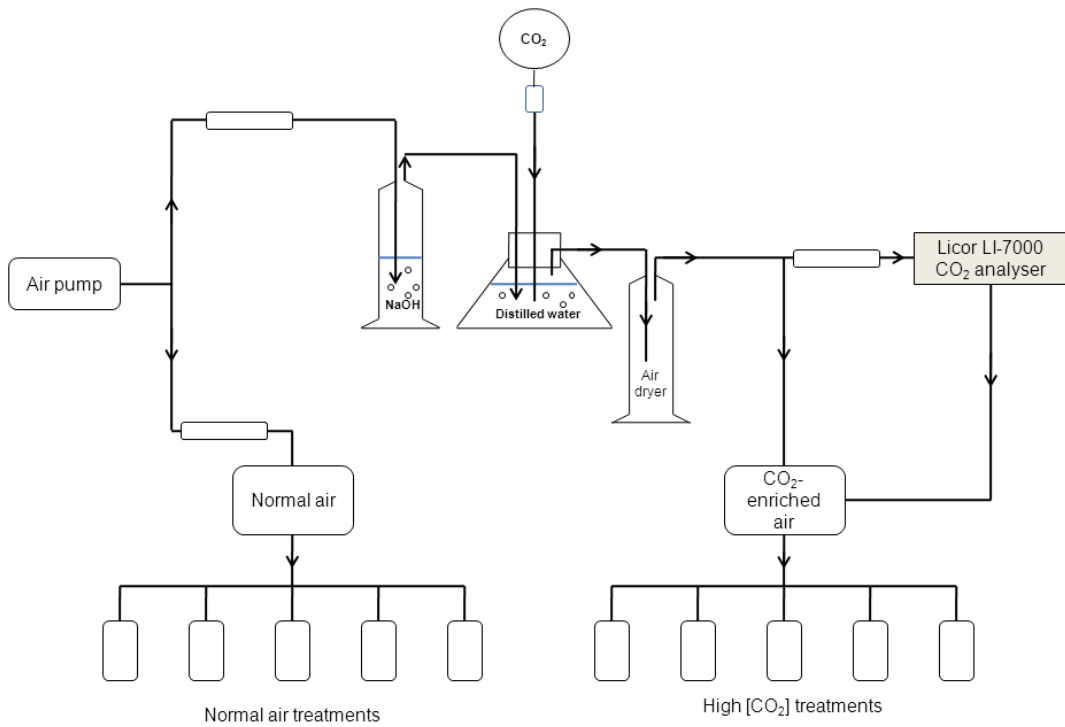 CO₂
Air pump
NaOH
Distilled water
Licor LI-7000
CO₂ analyser
Air
dryer
Normal air
CO₂-
enriched
air
Normal air treatments
High [CO₂] treatments